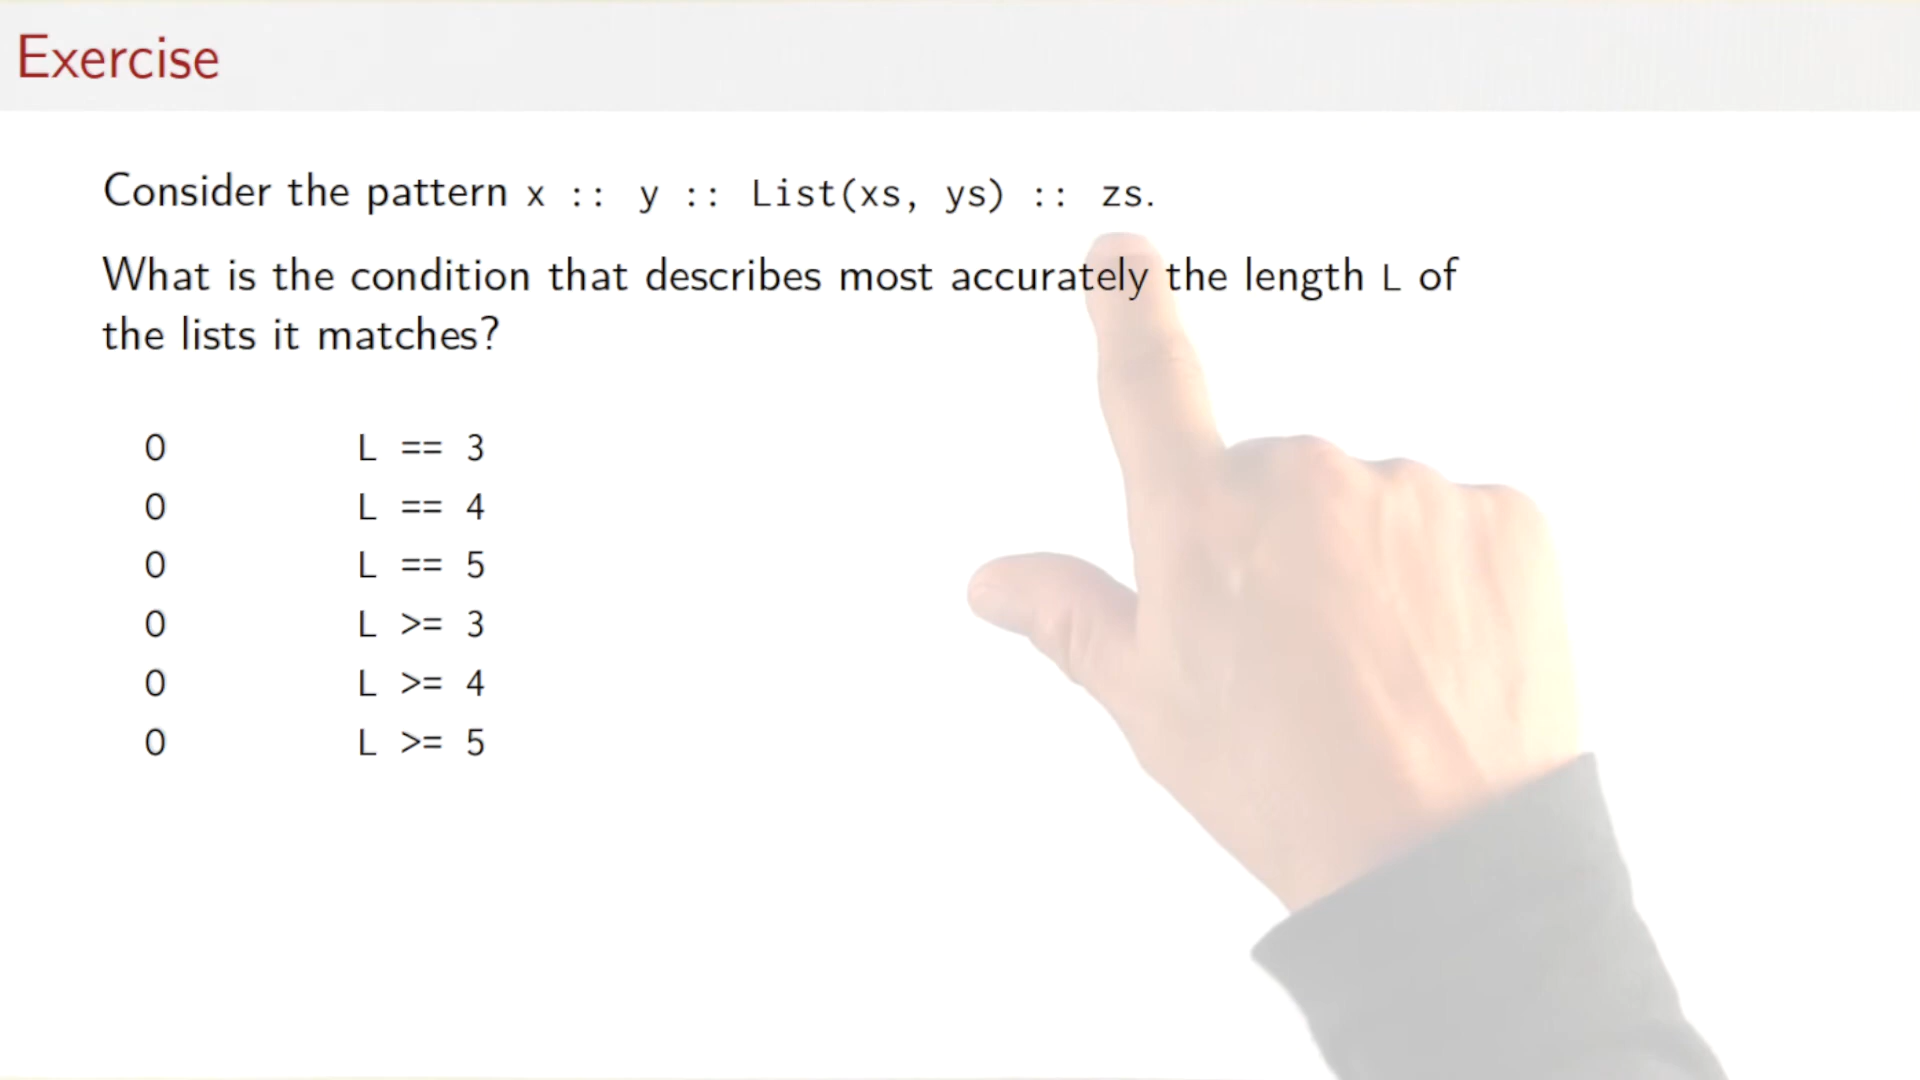 Exercise
Consider the pattern x :: y :: List(xs, ys) :: zs.
What is the condition that describes most accurately the length L of
the lists it matches?
O L == 3
O L == 4
O L == 5
O L >= 3
O L >= 4
O L >= 5